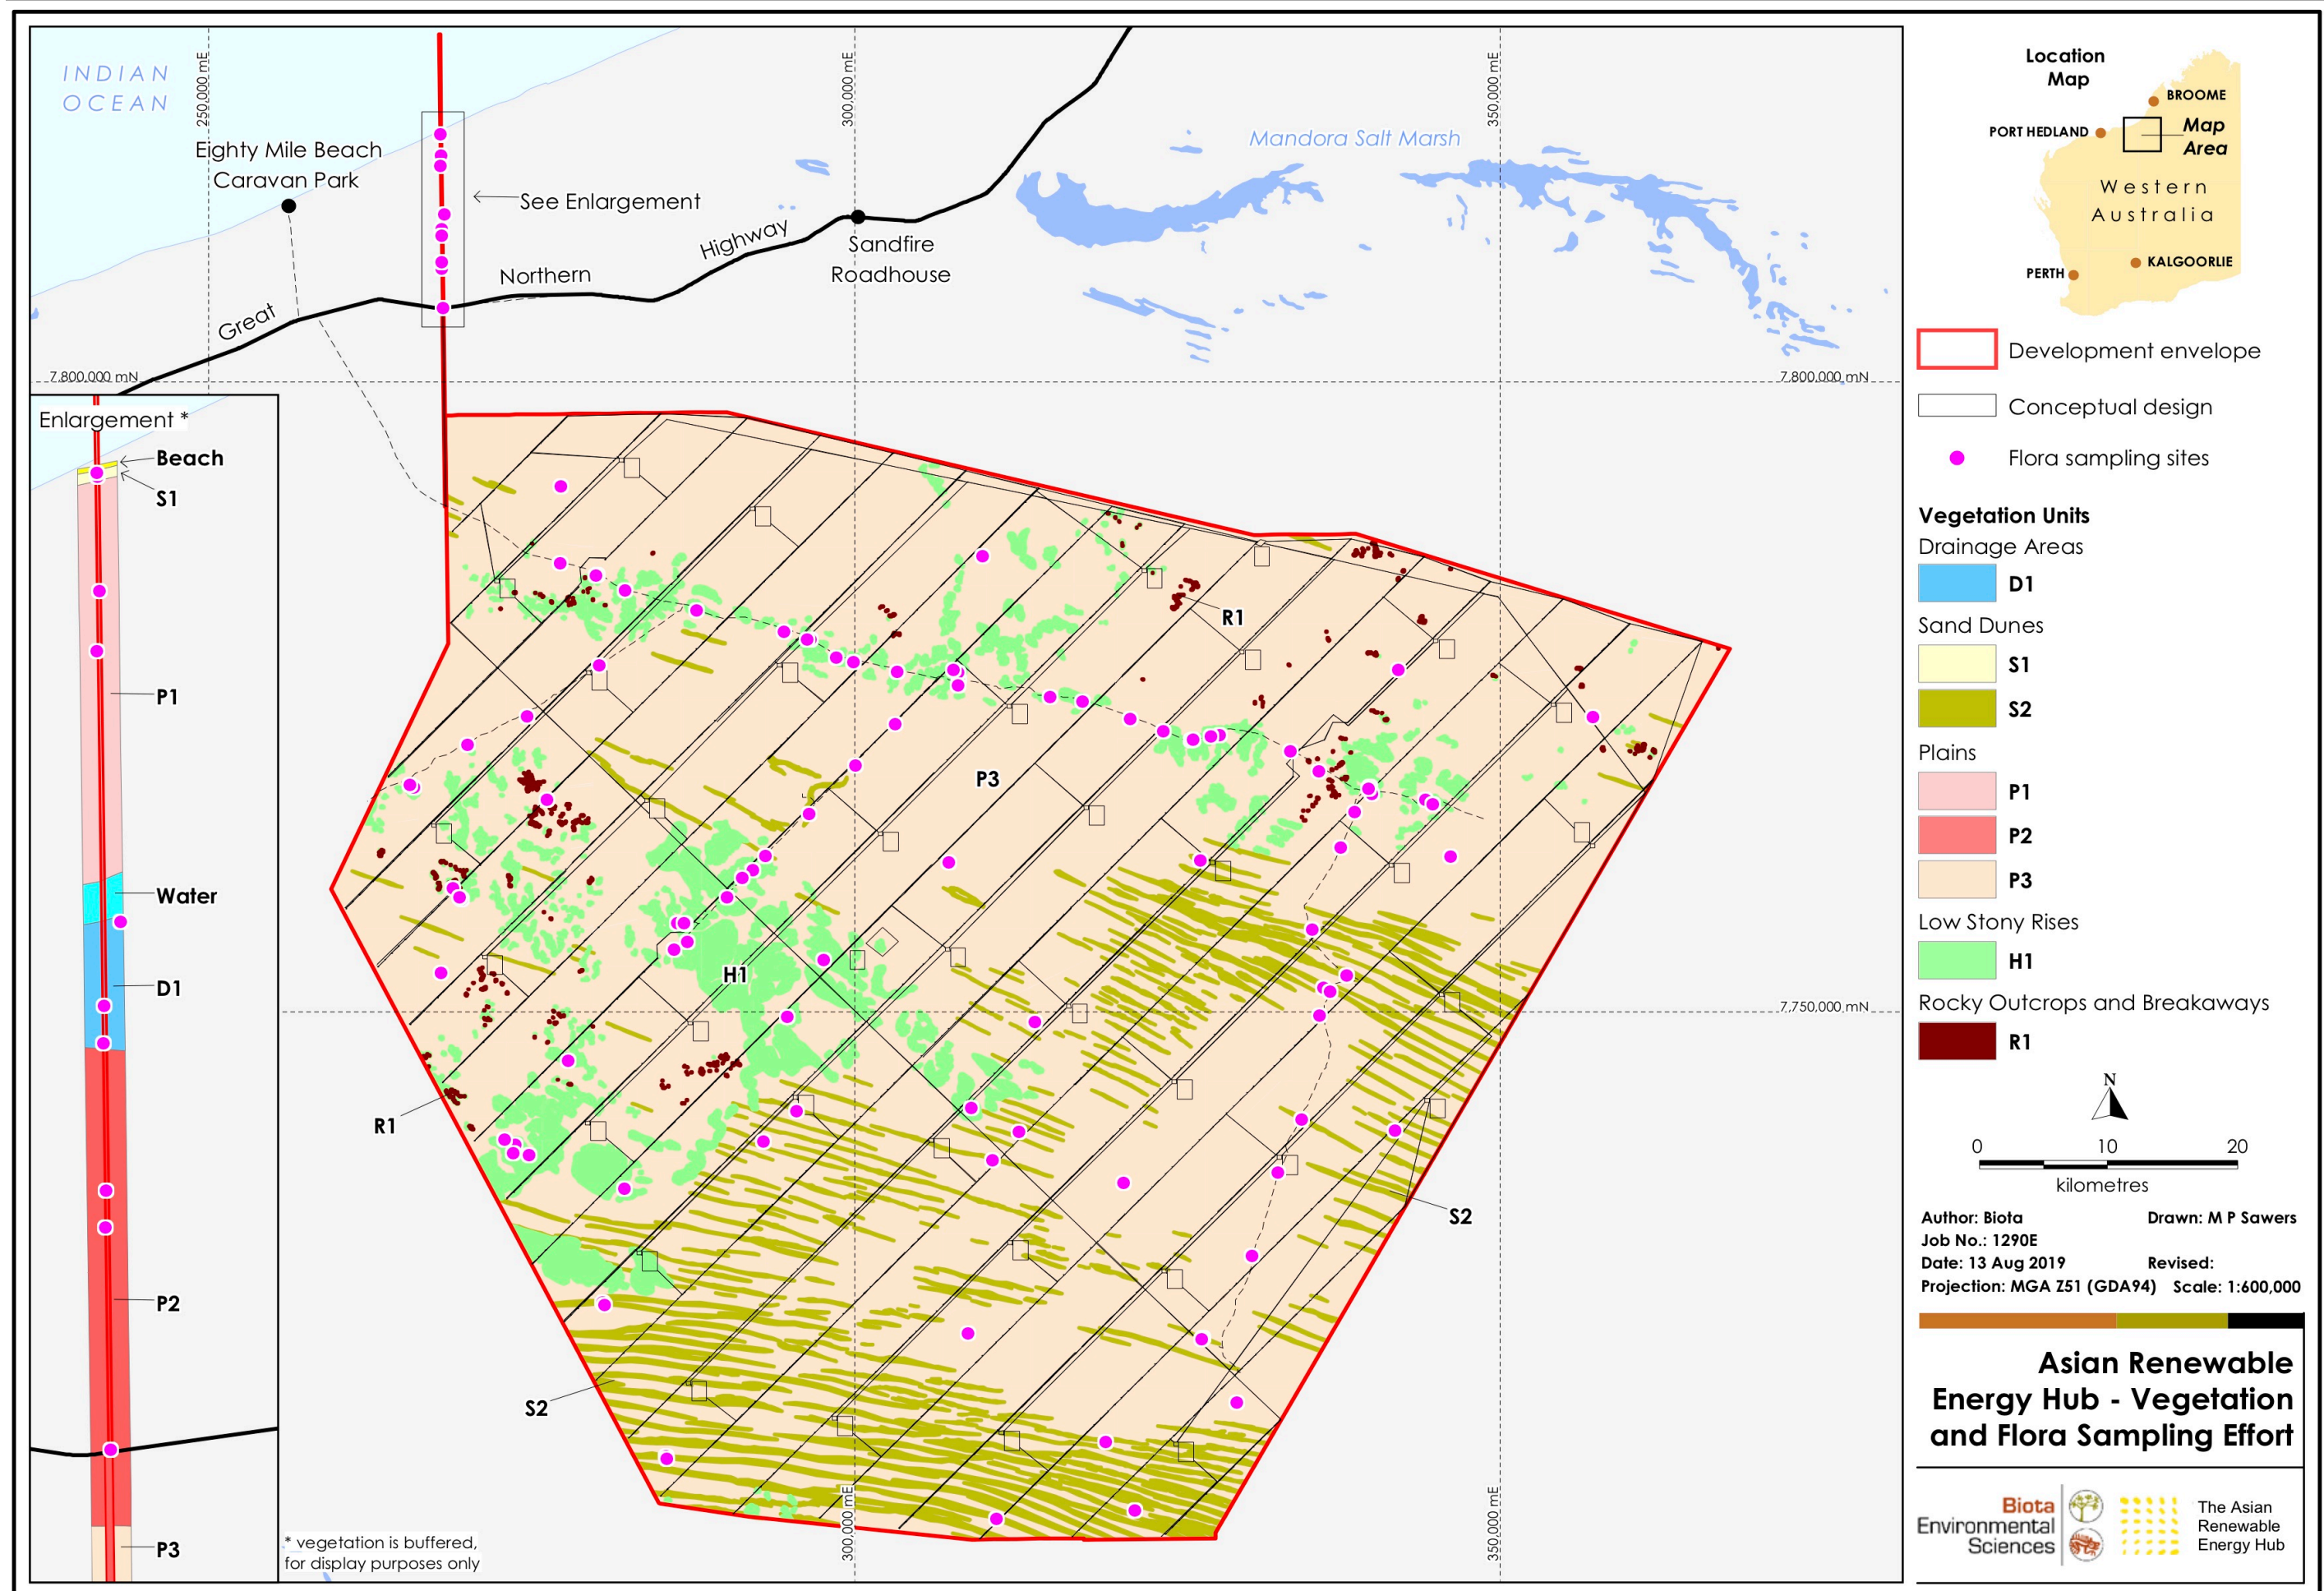 INDIAN
OCEAN
250,000 mE
300,000 mE
350,000 mE
Eighty Mile Beach
Caravan Park
See Enlargement
Mandora Salt Marsh
Great
Northern
Highway
Sandfire
Roadhouse
7,800,000 mN
7,800,000 mN
Enlargement *
Beach
S1
P1
Water
D1
P2
P3
R1
P3
H1
7,750,000 mN
R1
S2
S2
300,000 mE
350,000 mE
* vegetation is buffered,
for display purposes only
Location
Map
BROOME
PORT HEDLAND
Map
Area
Western
Australia
PERTH
KALGOORLIE
Development envelope
Conceptual design
Flora sampling sites
Vegetation Units
Drainage Areas
D1
Sand Dunes
S1
S2
Plains
P1
P2
P3
Low Stony Rises
H1
Rocky Outcrops and Breakaways
R1
N
0 10 20
kilometres
Author: Biota Drawn: M P Sawers
Job No.: 1290E
Date: 13 Aug 2019 Revised:
Projection: MGA Z51 (GDA94) Scale: 1:600,000
Asian Renewable
Energy Hub - Vegetation
and Flora Sampling Effort
Biota
Environmental
Sciences
The Asian
Renewable
Energy Hub